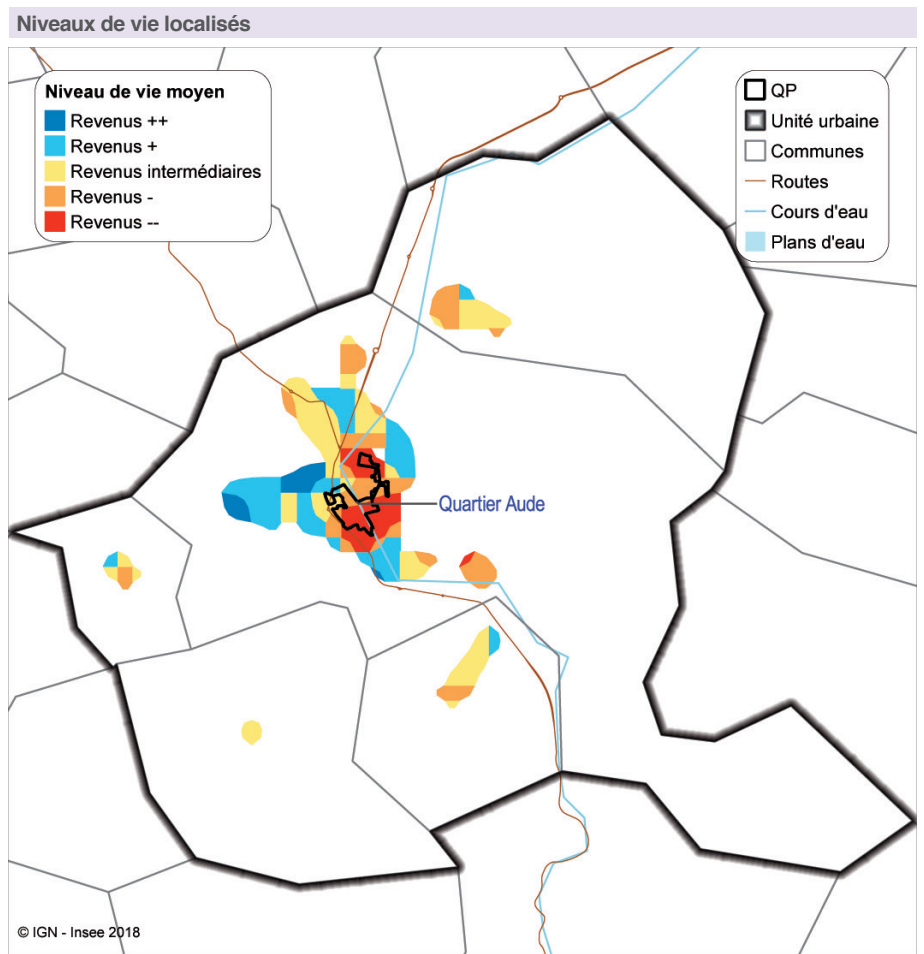 Niveaux de vie localisés
Niveau de vie moyen
Revenus ++
Revenus +
Revenus intermédiaires
Revenus -
Revenus --
QP
Unité urbaine
Communes
Routes
Cours d'eau
Plans d'eau
Quartier Aude
© IGN - Insee 2018